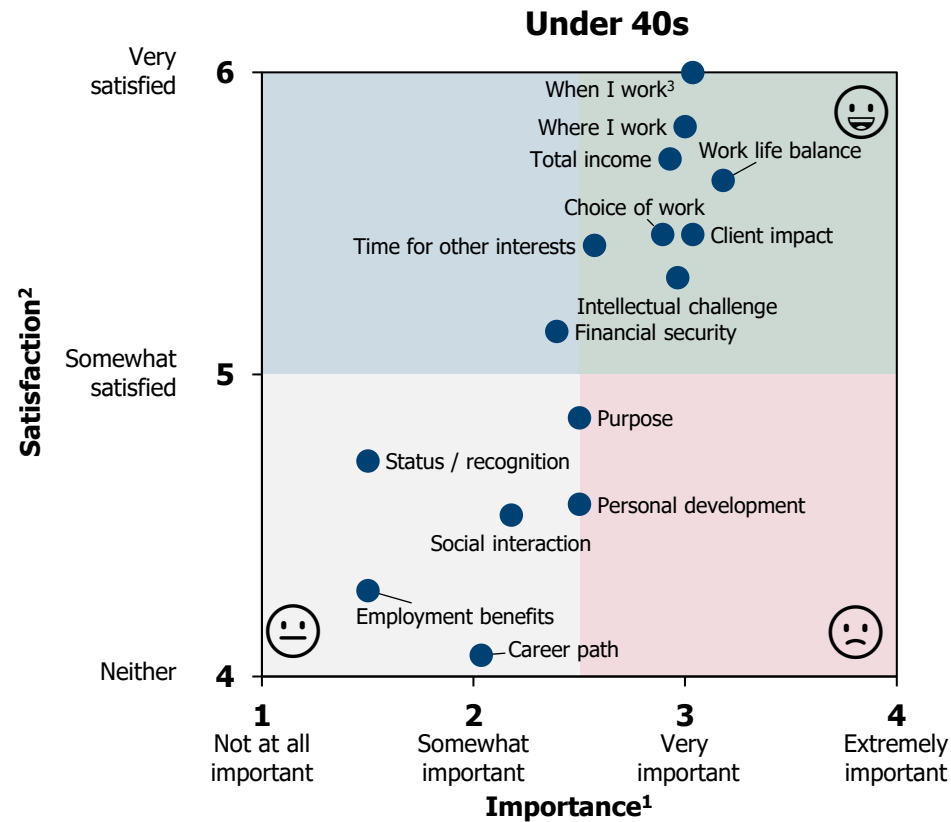 Under 40s
Very
satisfied
6
When I work³
Where I work
Total income
Work life balance
Choice of work
Client impact
Time for other interests
Intellectual challenge
Financial security
Satisfaction²
Somewhat
satisfied
5
Purpose
Status / recognition
Personal development
Social interaction
Employment benefits
Career path
Neither
4
1
2
3
4
Not at all
important
Somewhat
important
Very
important
Extremely
important
Importance¹